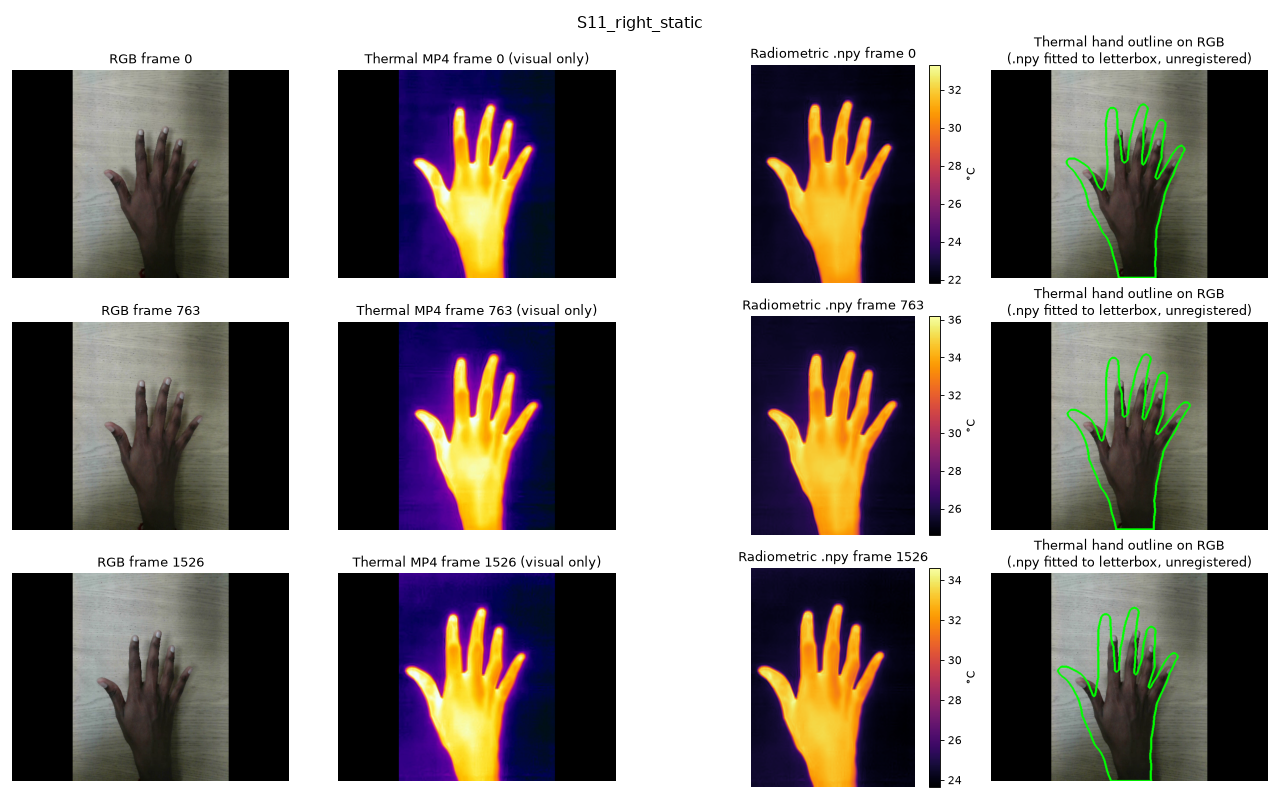 S11_right_static
RGB frame 0
Thermal MP4 frame 0 (visual only)
Radiometric .npy frame 0
Thermal hand outline on RGB
(.npy fitted to letterbox, unregistered)
32
30
28
26
24
22
°C
RGB frame 763
Thermal MP4 frame 763 (visual only)
Radiometric .npy frame 763
Thermal hand outline on RGB
(.npy fitted to letterbox, unregistered)
36
34
32
30
28
26
°C
RGB frame 1526
Thermal MP4 frame 1526 (visual only)
Radiometric .npy frame 1526
Thermal hand outline on RGB
(.npy fitted to letterbox, unregistered)
34
32
30
28
26
24
°C